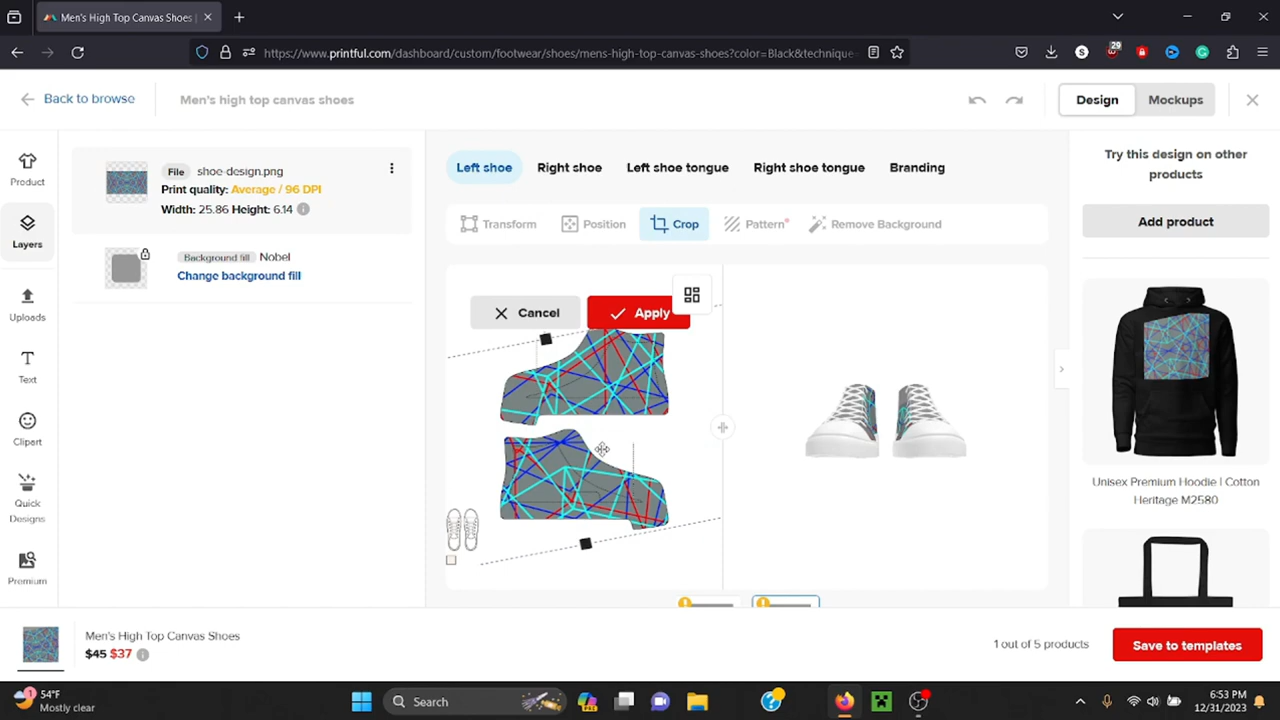 Men's High Top Canvas Shoes |
https://www.printful.com/dashboard/custom/footwear/shoes/mens-high-top-canvas-shoes?color=Black&technique
S
29
Back to browse
Men's high top canvas shoes
Design
Mockups
Product
Layers
Uploads
Text
Clipart
Quick
Designs
Premium
File
shoe-design.png
Print quality: Average / 96 DPI
Width: 25.86 Height: 6.14
Background fill
Nobel
Change background fill
Left shoe
Right shoe
Left shoe tongue
Right shoe tongue
Branding
Transform
Position
Crop
Pattern
Remove Background
Cancel
Apply
Try this design on other
products
Add product
Unisex Premium Hoodie | Cotton
Heritage M2580
Men's High Top Canvas Shoes
$45 $37
1 out of 5 products
Save to templates
1
54°F
Mostly clear
Search
PRE
6:53 PM
12/31/2023